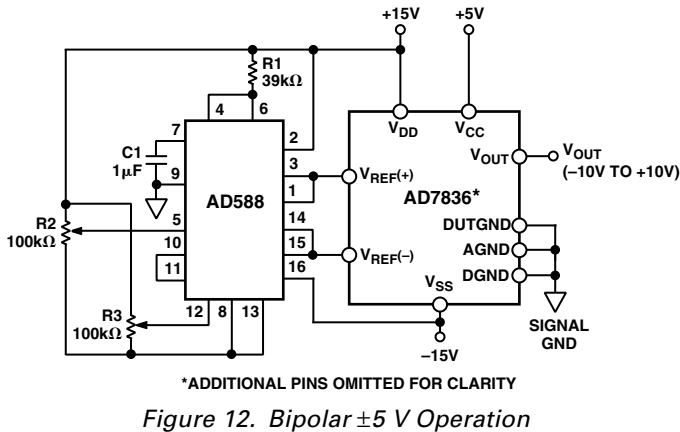 +15V
+5V
R1
39kΩ
4
6
7
2
C1
1μF
9
3
1
AD588
VDD
VCC
VOUT
VOUT
(–10V TO +10V)
VREF(+)
AD7836*
R2
100kΩ
5
14
DUTGND
10
15
VREF(–)
AGND
11
16
DGND
VSS
R3
100kΩ
12
8
13
SIGNAL
GND
–15V
*ADDITIONAL PINS OMITTED FOR CLARITY
Figure 12. Bipolar ±5 V Operation